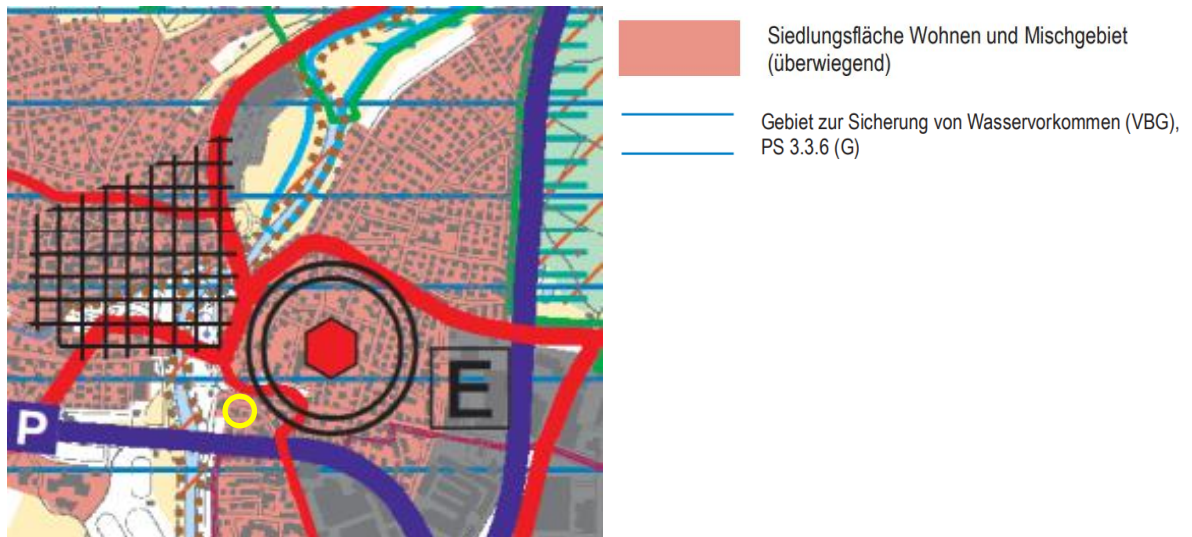 Siedlungsfläche Wohnen und Mischgebiet
(überwiegend)
Gebiet zur Sicherung von Wasservorkommen (VBG),
PS 3.3.6 (G)
E
P